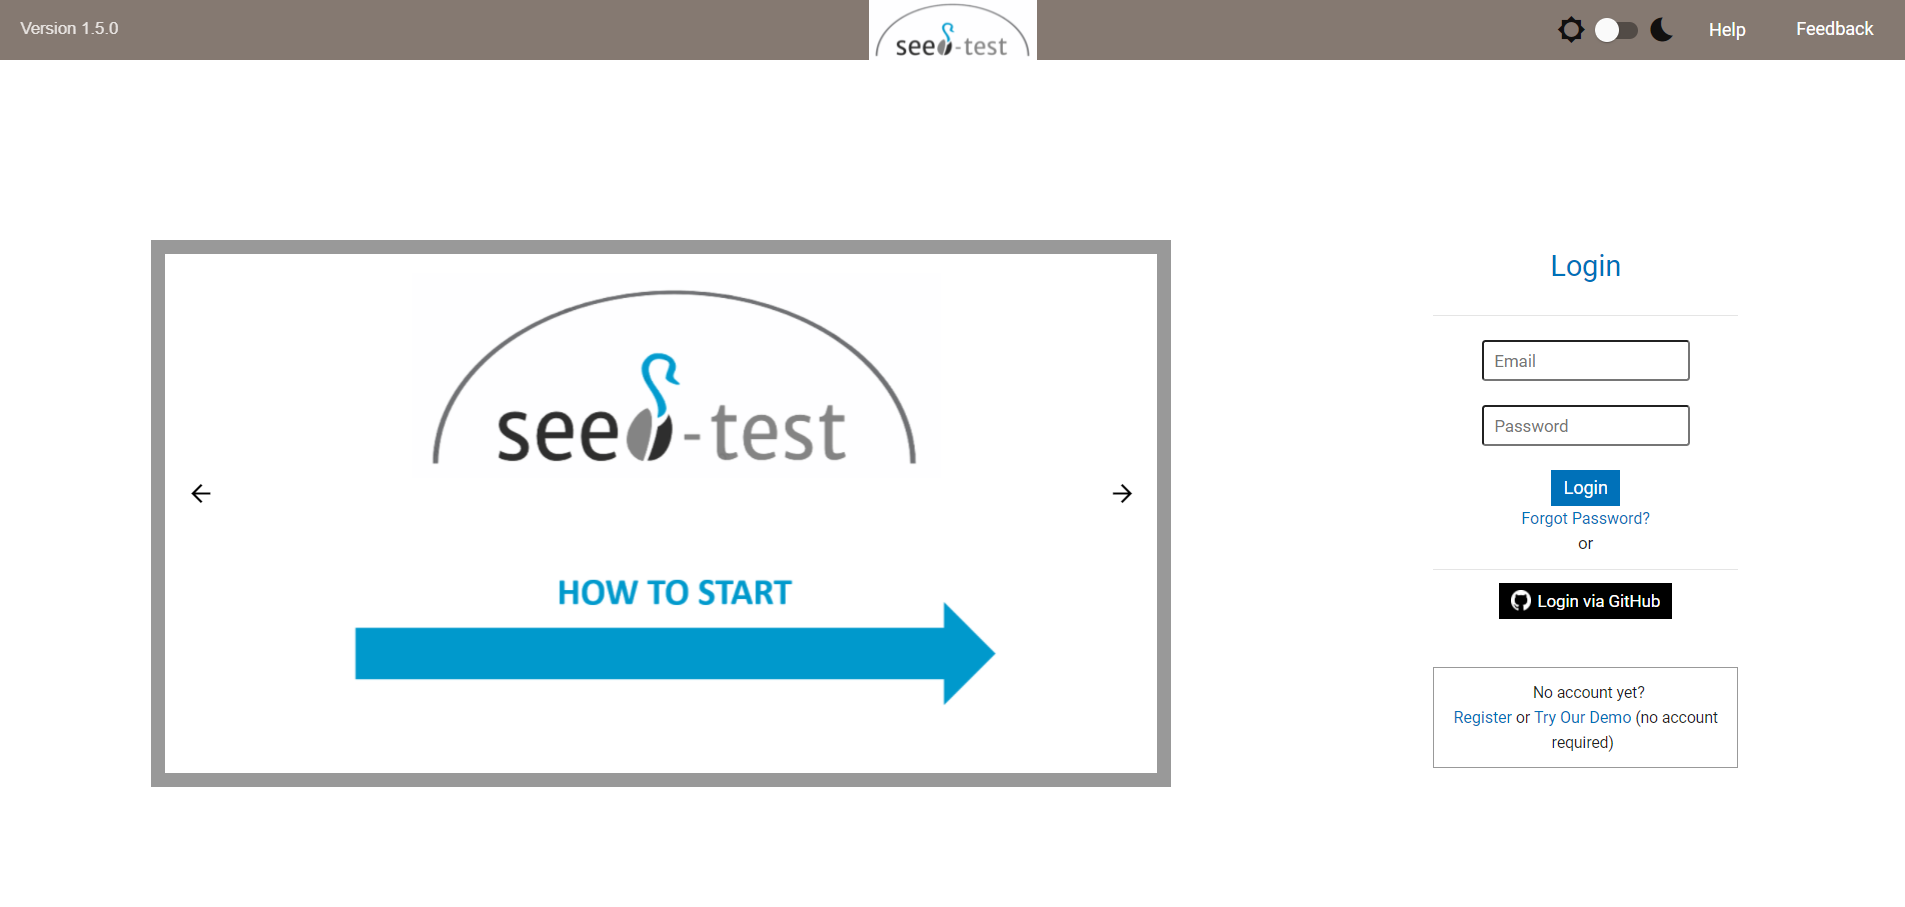 Version 1.5.0
seed-test
Help
Feedback
seed-test
HOW TO START
Login
Email
Password
Login
Forgot Password?
or
Login via GitHub
No account yet?
Register or Try Our Demo (no account
required)